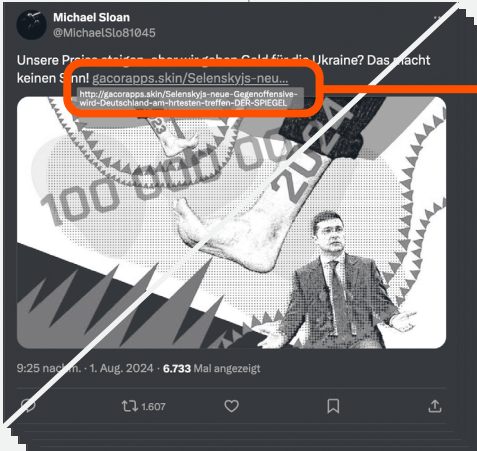 Michael Sloan
@MichaelSlo81045
Unsere Preise steigen, aber wir geben Geld für die Ukraine? Das macht
keinen Sinn! gacorapps.skin/Selenskyjs-neu...
http://gacorapps.skin/Selenskyjs-neue-Gegenoffensive-
wird-Deutschland-am-hrtesten-treffen-DER-SPIEGEL
23
2024
100 000 00
9:25 nachm. · 1. Aug. 2024 · 6.733 Mal angezeigt
1.607